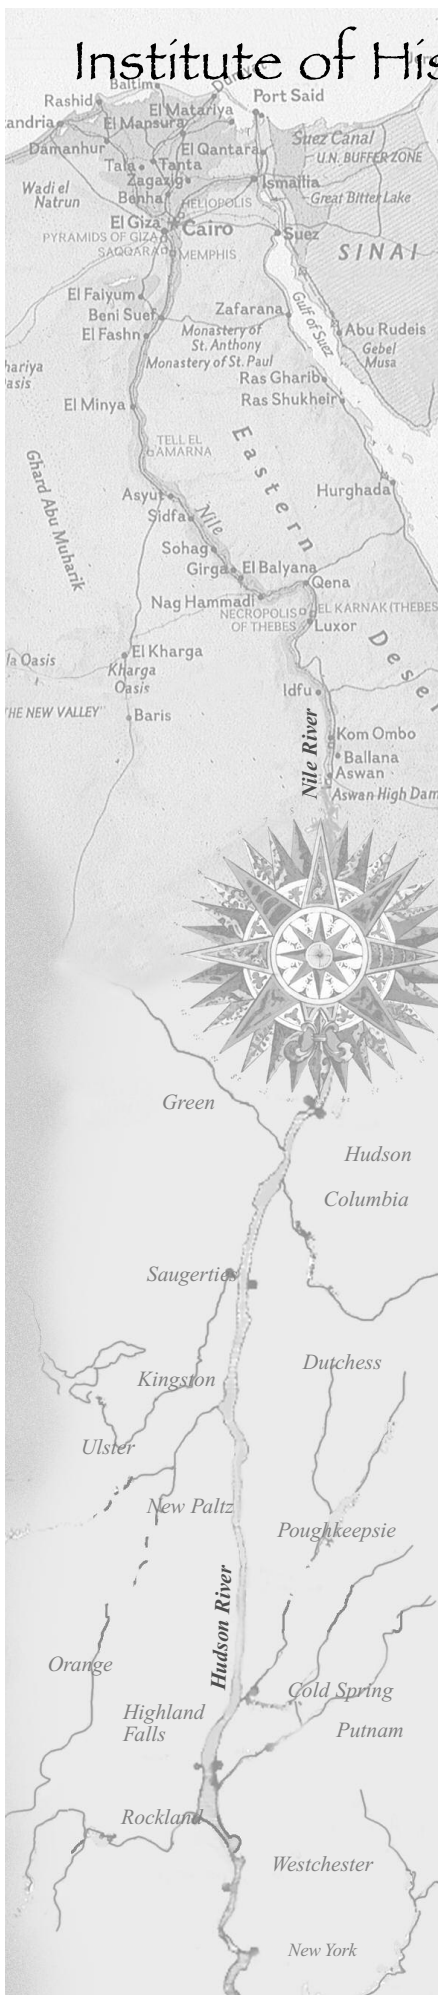 Institute of His
Baltim
Dumyat
Rashid
El Matariya
Port Said
andria
El Mansura
Damanhur
El Qantara
Suez Canal
U.N. BUFFER ZONE
Tala
Tanta
Zagazig
Ismailia
Wadi el
Natrun
Benha
HELIOPOLIS
Great Bitter Lake
El Giza
Cairo
Suez
PYRAMIDS OF GIZA
SAQQARA
MEMPHIS
SINAI
El Faiyum
Beni Suef
Zafarana
Gulf of Suez
El Fashn
Monastery of
St. Anthony
Abu Rudeis
Gebel
Musa
Monastery of St. Paul
hariya
asis
Ras Gharib
Ras Shukheir
El Minya
TELL EL
AMARNA
Eastern
Ghard Abu Muharik
Asyut
Hurghada
Sidfa
Nile
Sohag
Girga
El Balyana
Qena
Nag Hammadi
NECROPOLIS
OF THEBES
EL KARNAK (THEBES
Luxor
Deser
la Oasis
El Kharga
Kharga
Oasis
Idfu
THE NEW VALLEY"
Baris
Nile River
Kom Ombo
Ballana
Aswan
Aswan High Dam
Green
Hudson
Columbia
Saugerties
Dutchess
Kingston
Ulster
New Paltz
Poughkeepsie
Hudson River
Orange
Cold Spring
Highland
Falls
Putnam
Rockland
Westchester
New York